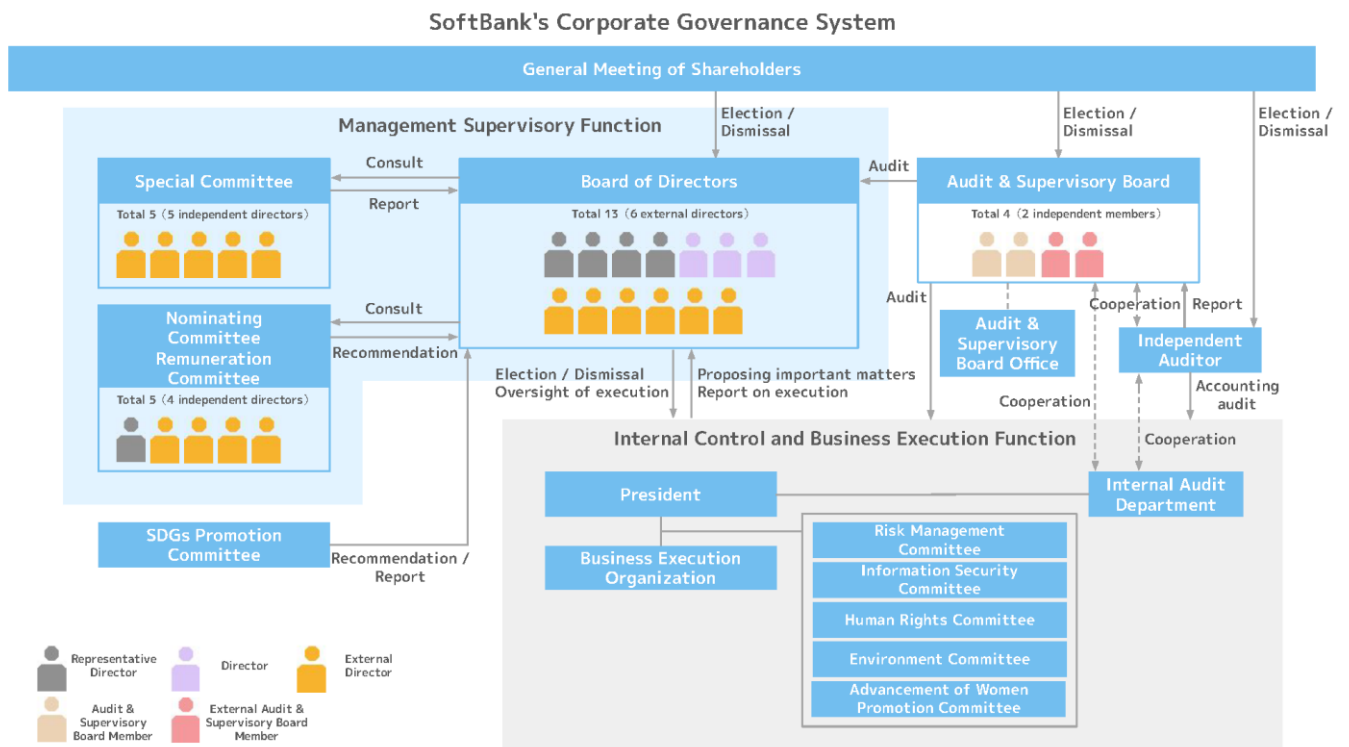 SoftBank's Corporate Governance System
General Meeting of Shareholders
Election /
Dismissal
Election /
Dismissal
Election /
Dismissal
Management Supervisory Function
Special Committee
Total 5（5 independent directors）
Consult
Report
Board of Directors
Total 13（6 external directors）
Audit
Audit & Supervisory Board
Total 4（2 independent members）
Nominating
Committee
Remuneration
Committee
Total 5（4 independent directors）
Consult
Recommendation
Audit
Audit &
Supervisory
Board Office
Cooperation
Report
Independent
Auditor
Election / Dismissal
Oversight of execution
Proposing important matters
Report on execution
Cooperation
Accounting
audit
Cooperation
Internal Control and Business Execution Function
President
Internal Audit
Department
SDGs Promotion
Committee
Recommendation /
Report
Business Execution
Organization
Risk Management
Committee
Information Security
Committee
Human Rights Committee
Environment Committee
Advancement of Women
Promotion Committee
Representative
Director
Director
External
Director
Audit &
Supervisory
Board Member
External Audit &
Supervisory Board
Member